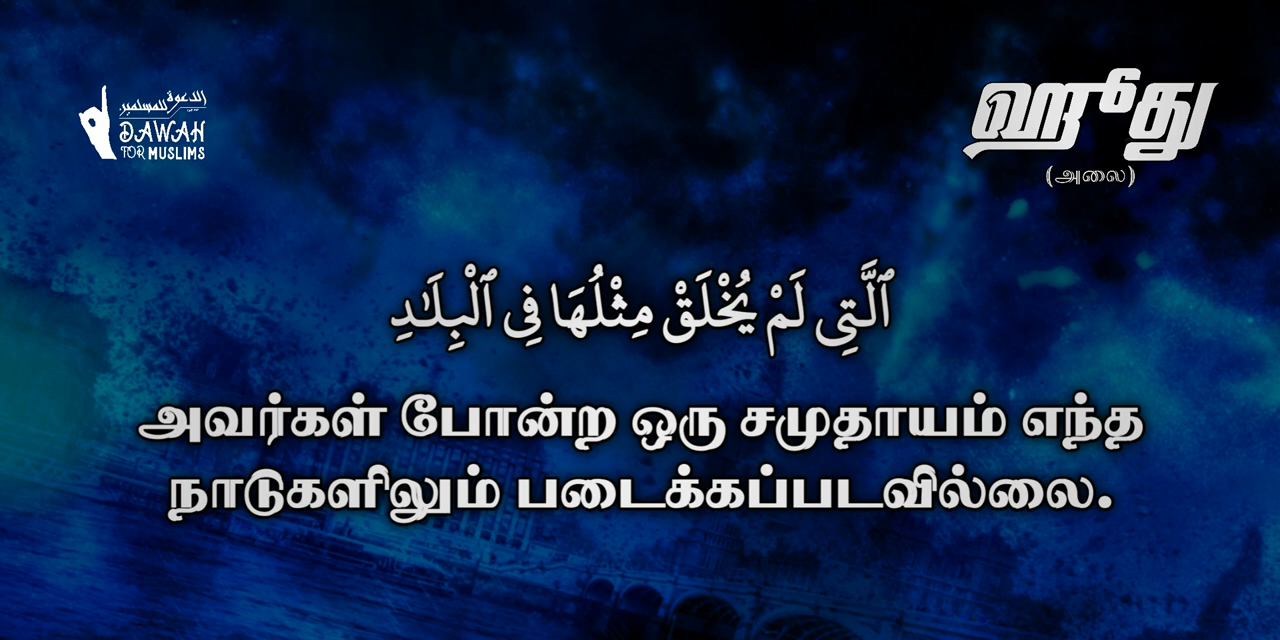 الدعوة للمسلمين
DAWAH
FOR MUSLIMS
ஹூது
(அலை)
ٱلَّتِى لَمْ يُخْلَقْ مِثْلُهَا فِى ٱلْبِلَـٰدِ
அவர்கள் போன்ற ஒரு சமுதாயம் எந்த
நாடுகளிலும் படைக்கப்படவில்லை.